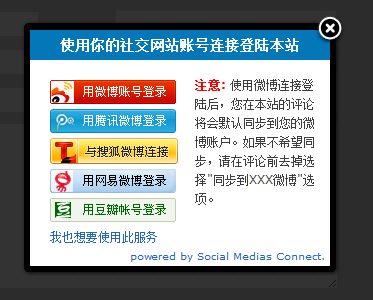 使用你的社交网站账号连接登陆本站
用微博账号登录
用腾讯微博登录
与搜狐微博连接
用网易微博登录
用豆瓣帐号登录
我也想要使用此服务
注意: 使用微博连接登
陆后，您在本站的评论
将会默认同步到您的微
博账户。如果不希望同
步，请在评论前去掉选
择"同步到XXX微博"选
项。
powered by Social Medias Connect.